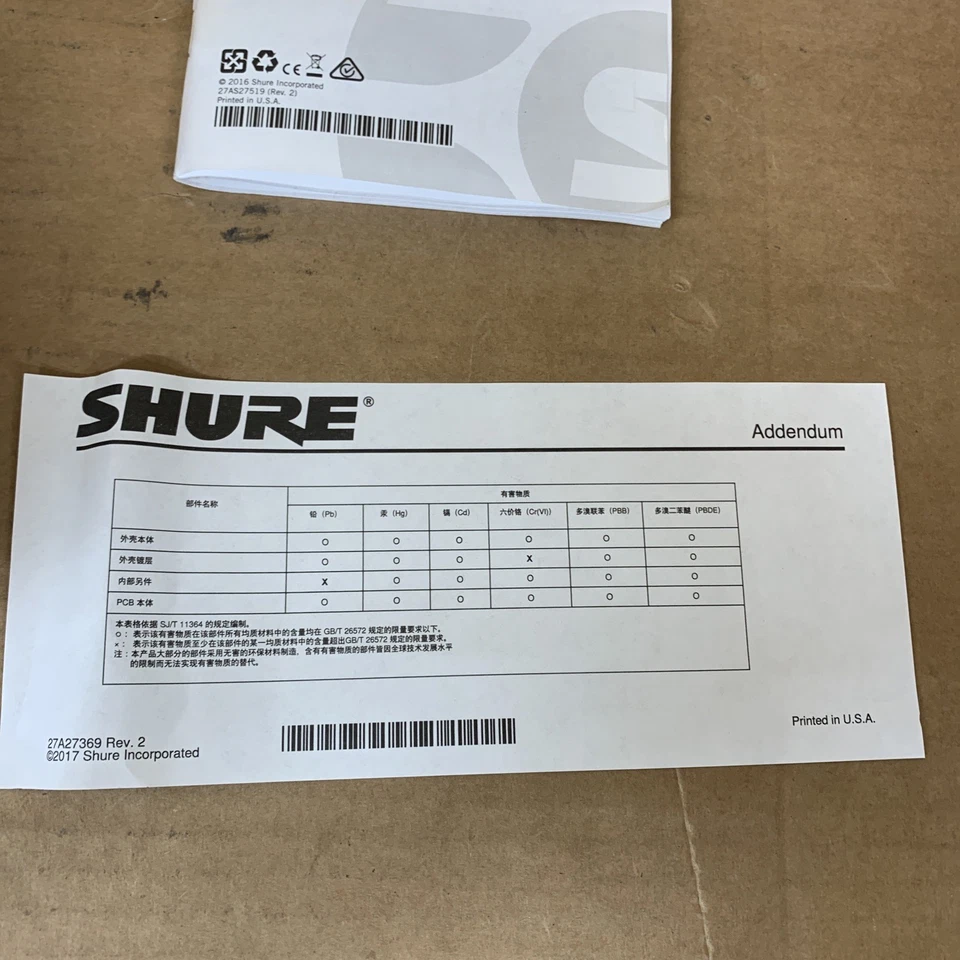 © 2016 Shure Incorporated
27AS27519 (Rev. 2)
Printed in U.S.A.
SHURE®
Addendum
部件名称 有害物质
铅 (Pb) 汞 (Hg) 镉 (Cd) 六价铬 (Cr(VI)) 多溴联苯 (PBB) 多溴二苯醚 (PBDE)
外壳本体 O O O O O O
外壳镀层 O O O X O O
内部另件 X O O O O O
PCB 本体 O O O O O O
本表格依据 SJ/T 11364 的规定编制。
O: 表示该有害物质在该部件所有均质材料中的含量均在 GB/T 26572 规定的限量要求以下。
×: 表示该有害物质至少在该部件的某一均质材料中的含量超出GB/T 26572 规定的限量要求。
注:本产品大部分的部件采用无害的环保材料制造,含有有害物质的部件皆因全球技术发展水平
的限制而无法实现有害物质的替代。
27A27369 Rev. 2
©2017 Shure Incorporated
Printed in U.S.A.